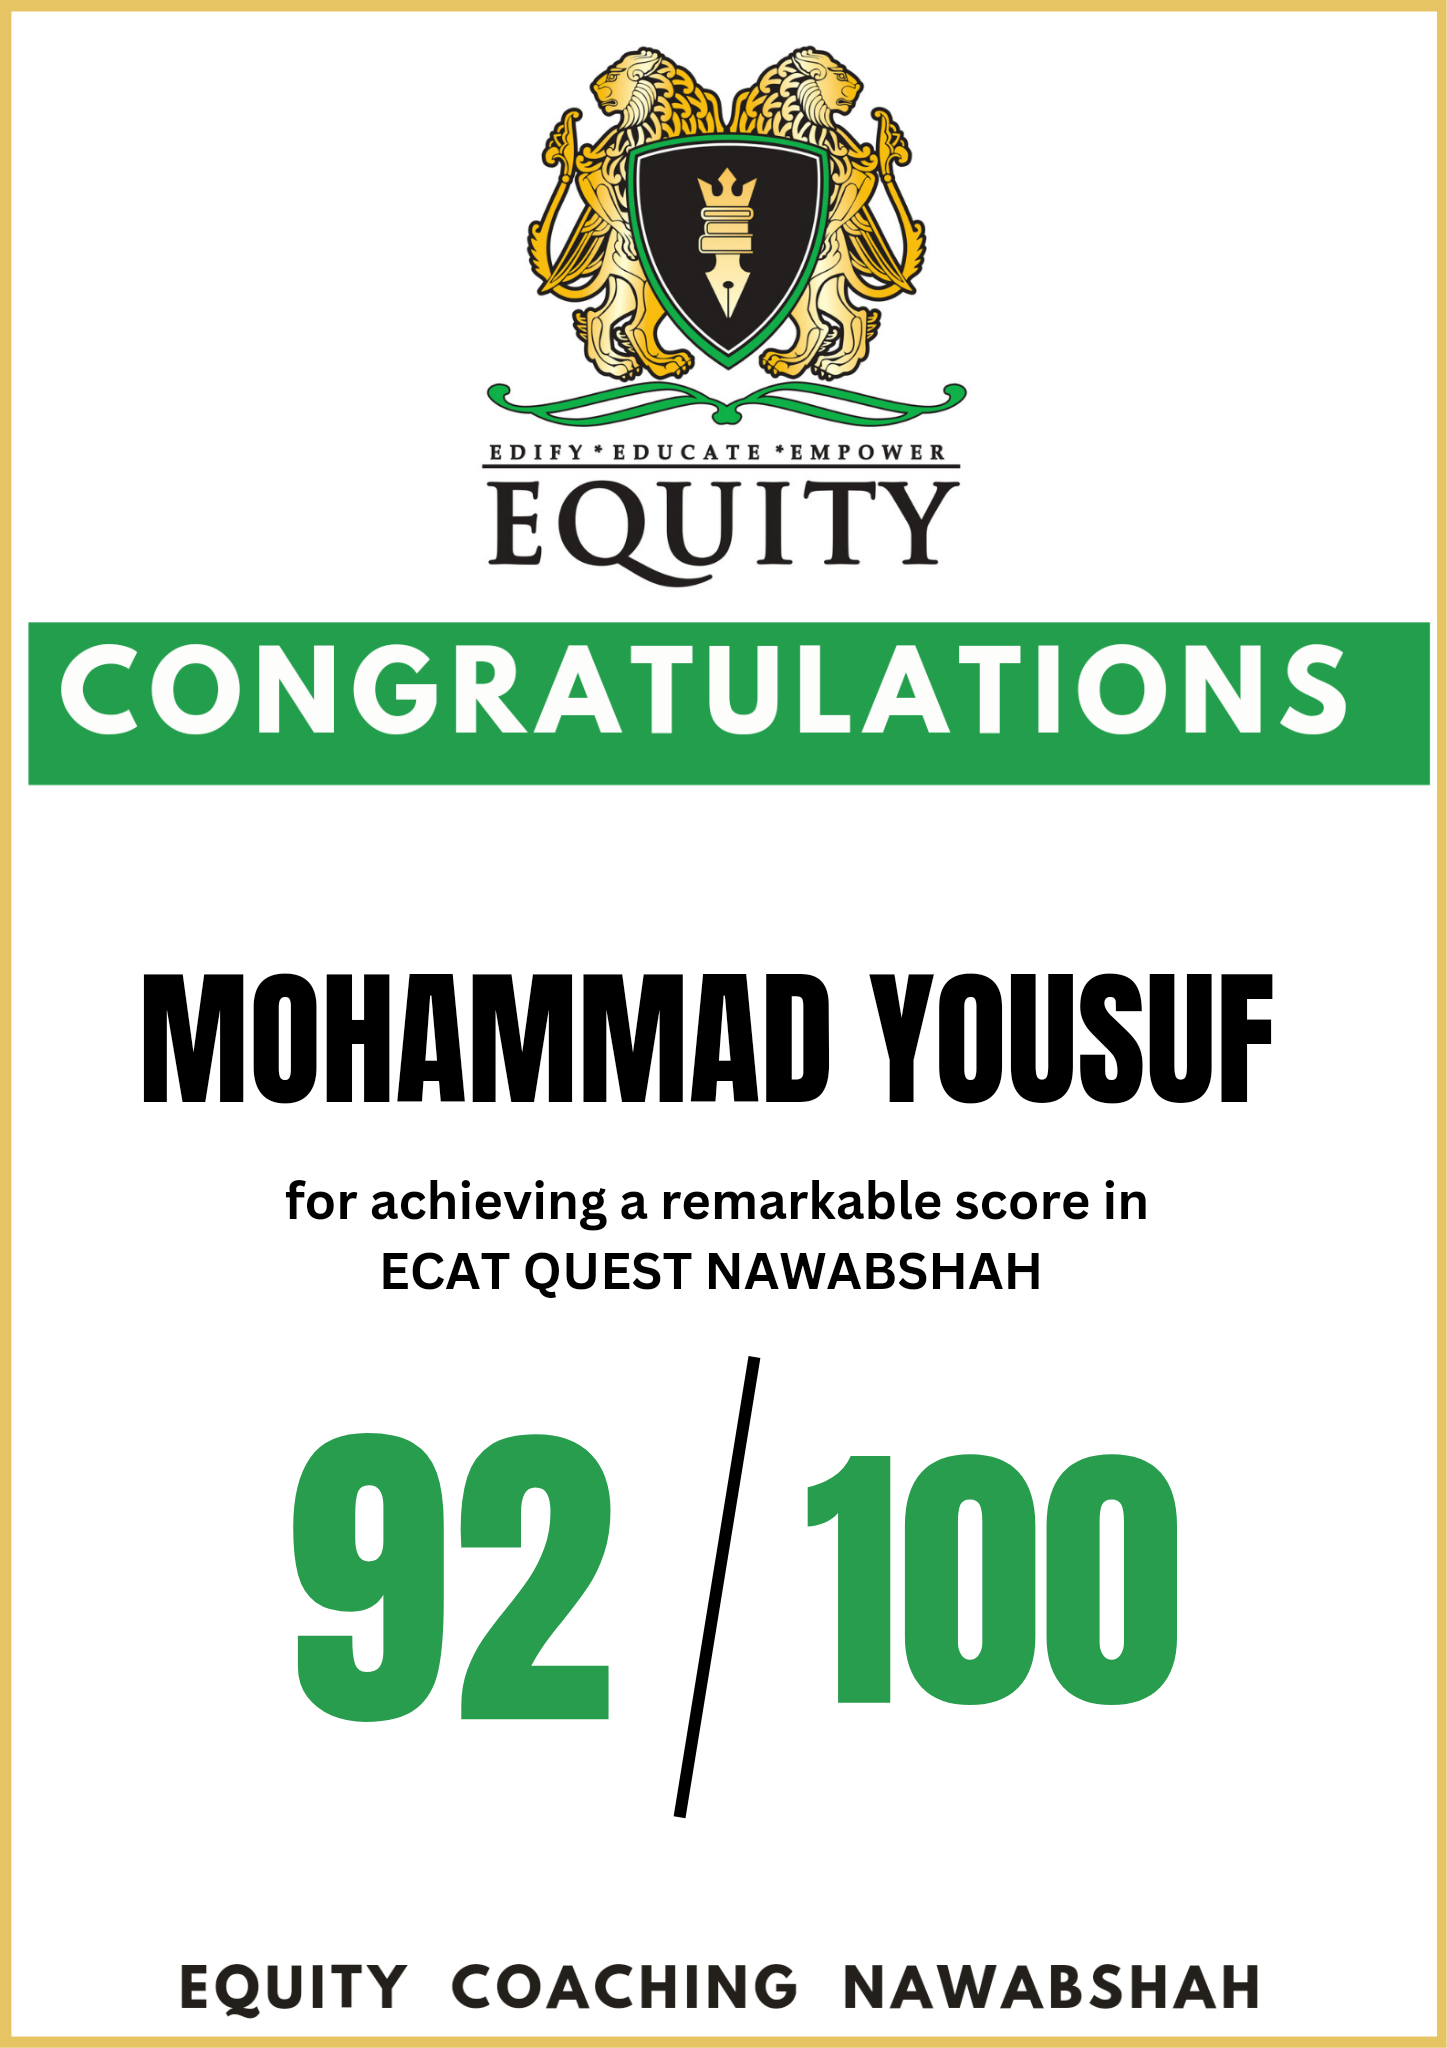 EDIFY * EDUCATE * EMPOWER
EQUITY
CONGRATULATIONS
MOHAMMAD YOUSUF
for achieving a remarkable score in
ECAT QUEST NAWABSHAH
92/100
EQUITY COACHING NAWABSHAH